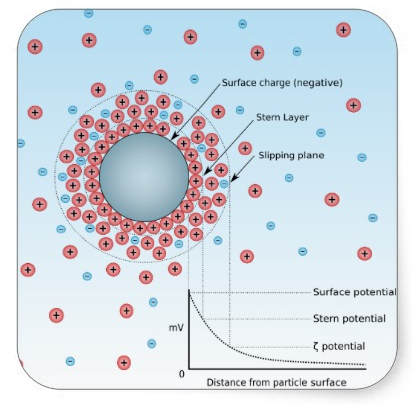 Surface charge (negative)
Stern Layer
Slipping plane
Surface potential
Stern potential
ζ potential
mV
0
Distance from particle surface